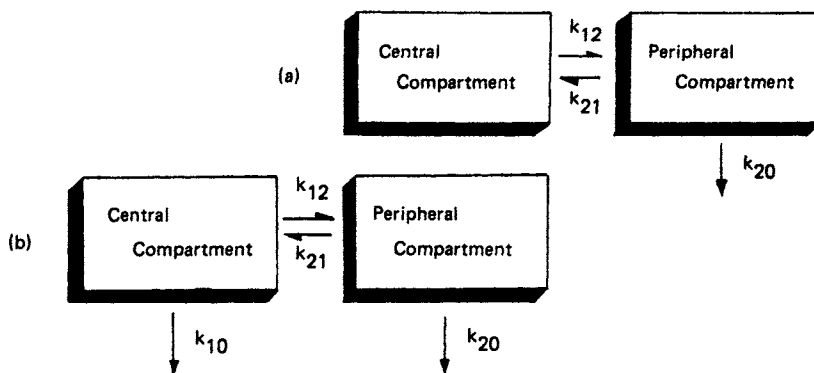 (a)
Central
Compartment
k12
k21
Peripheral
Compartment
k20
(b)
Central
Compartment
k12
k21
Peripheral
Compartment
k10
k20